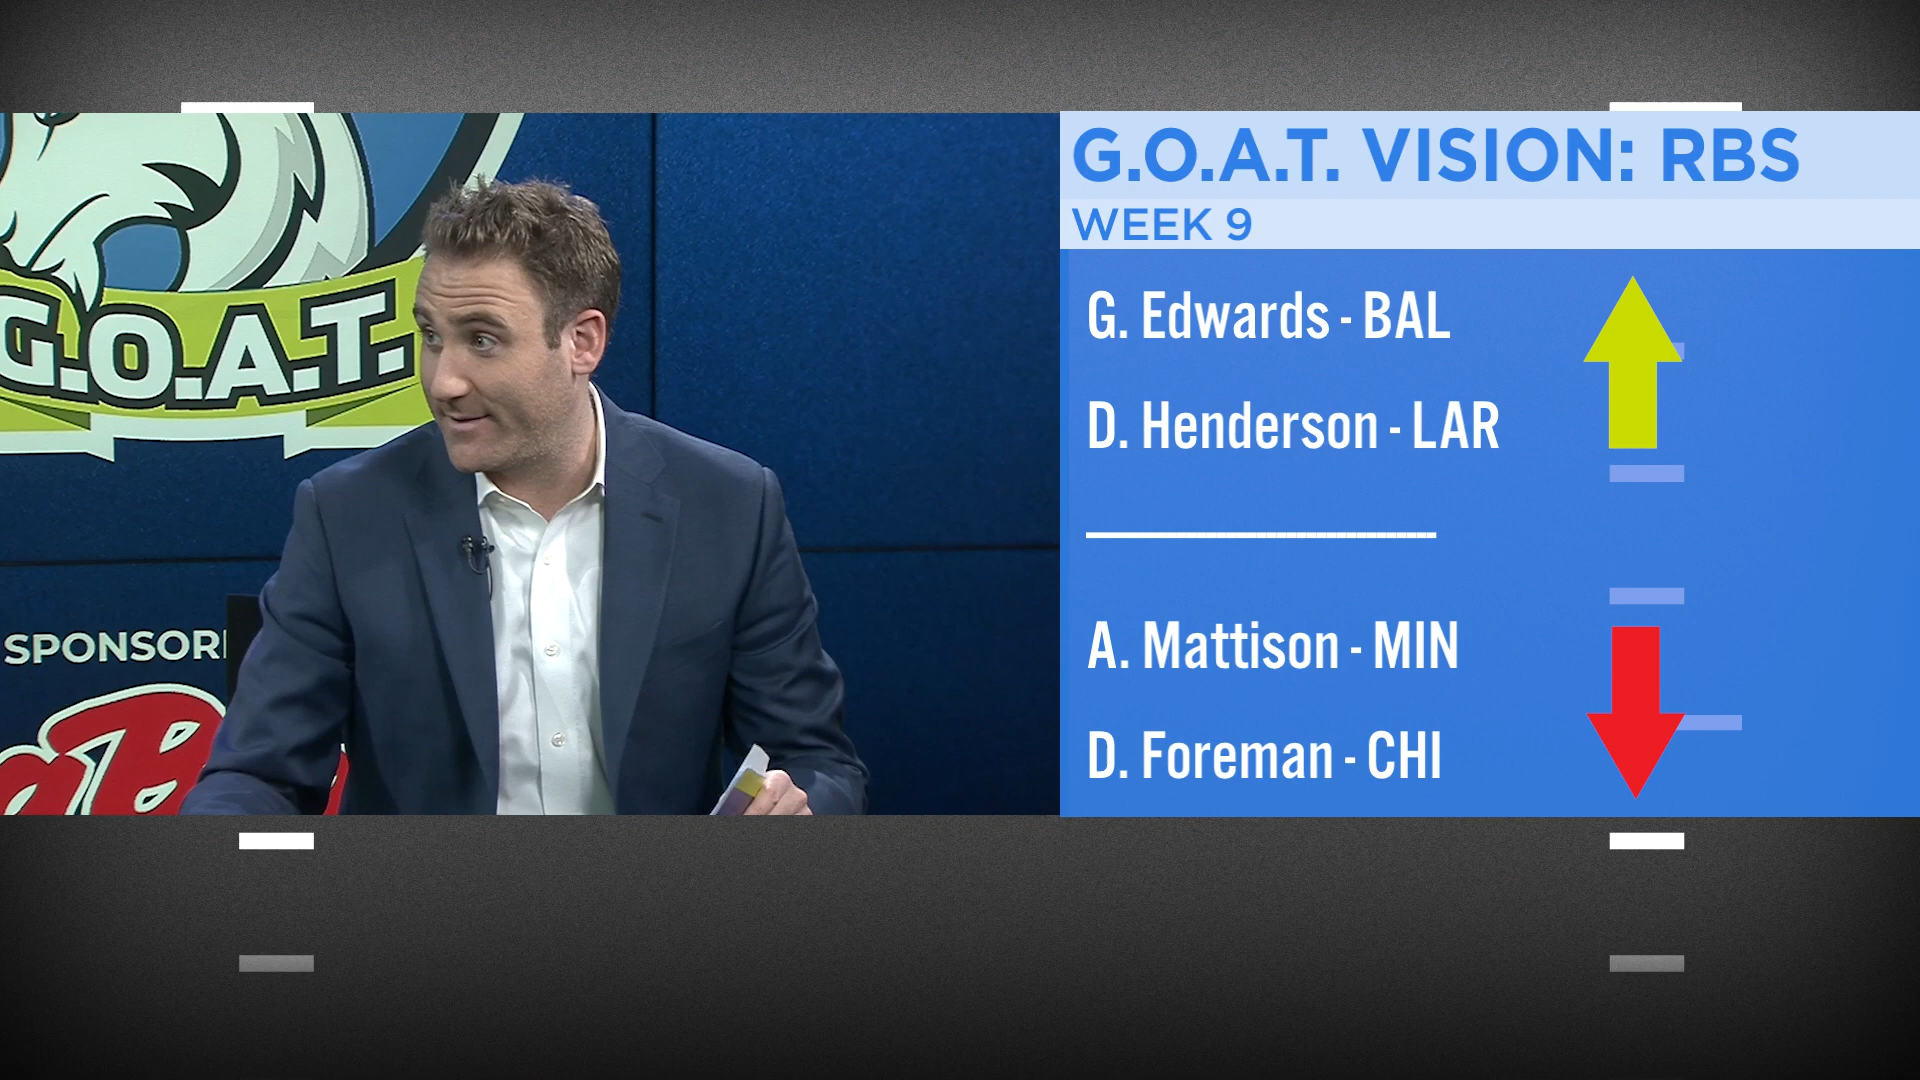 G.O.A.T.
SPONSOR
G.O.A.T. VISION: RBS
WEEK 9
G. Edwards - BAL
D. Henderson - LAR
A. Mattison - MIN
D. Foreman - CHI